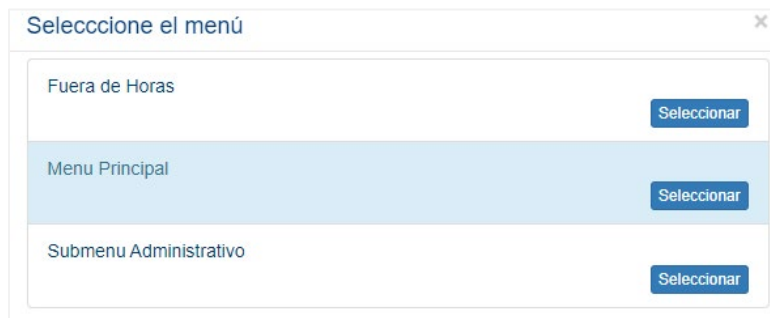 Selecccione el menú
×
Fuera de Horas
Seleccionar
Menu Principal
Seleccionar
Submenu Administrativo
Seleccionar